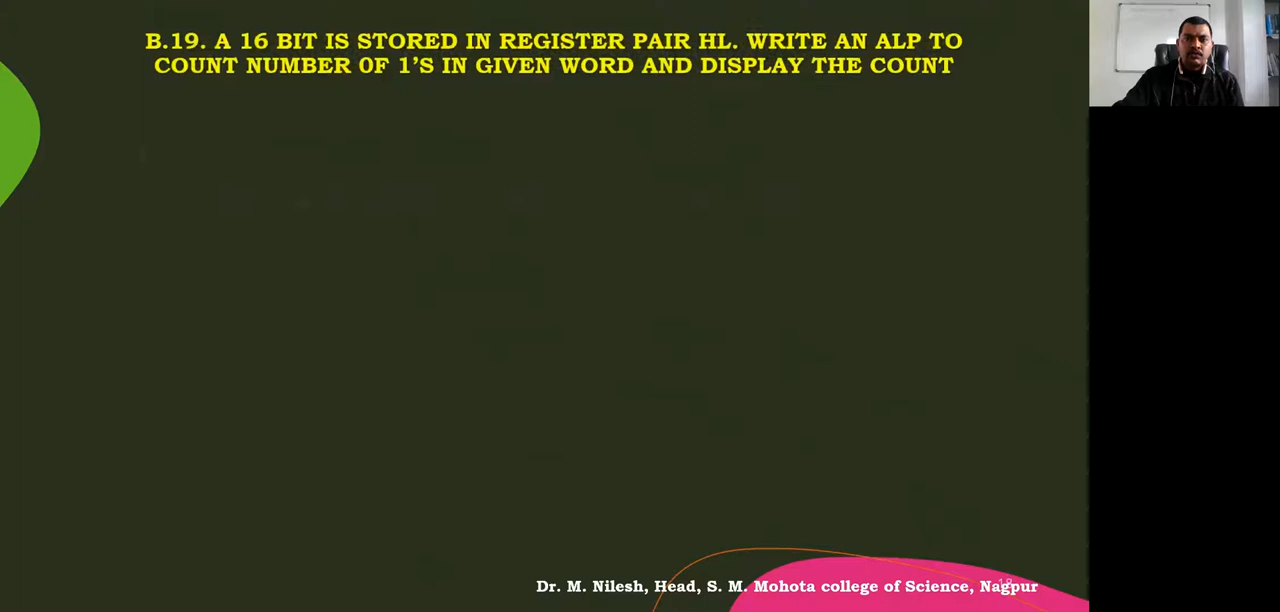 B.19. A 16 BIT IS STORED IN REGISTER PAIR HL. WRITE AN ALP TO
COUNT NUMBER 0F 1’S IN GIVEN WORD AND DISPLAY THE COUNT
Dr. M. Nilesh, Head, S. M. Mohota college of Science, Nagpur
18